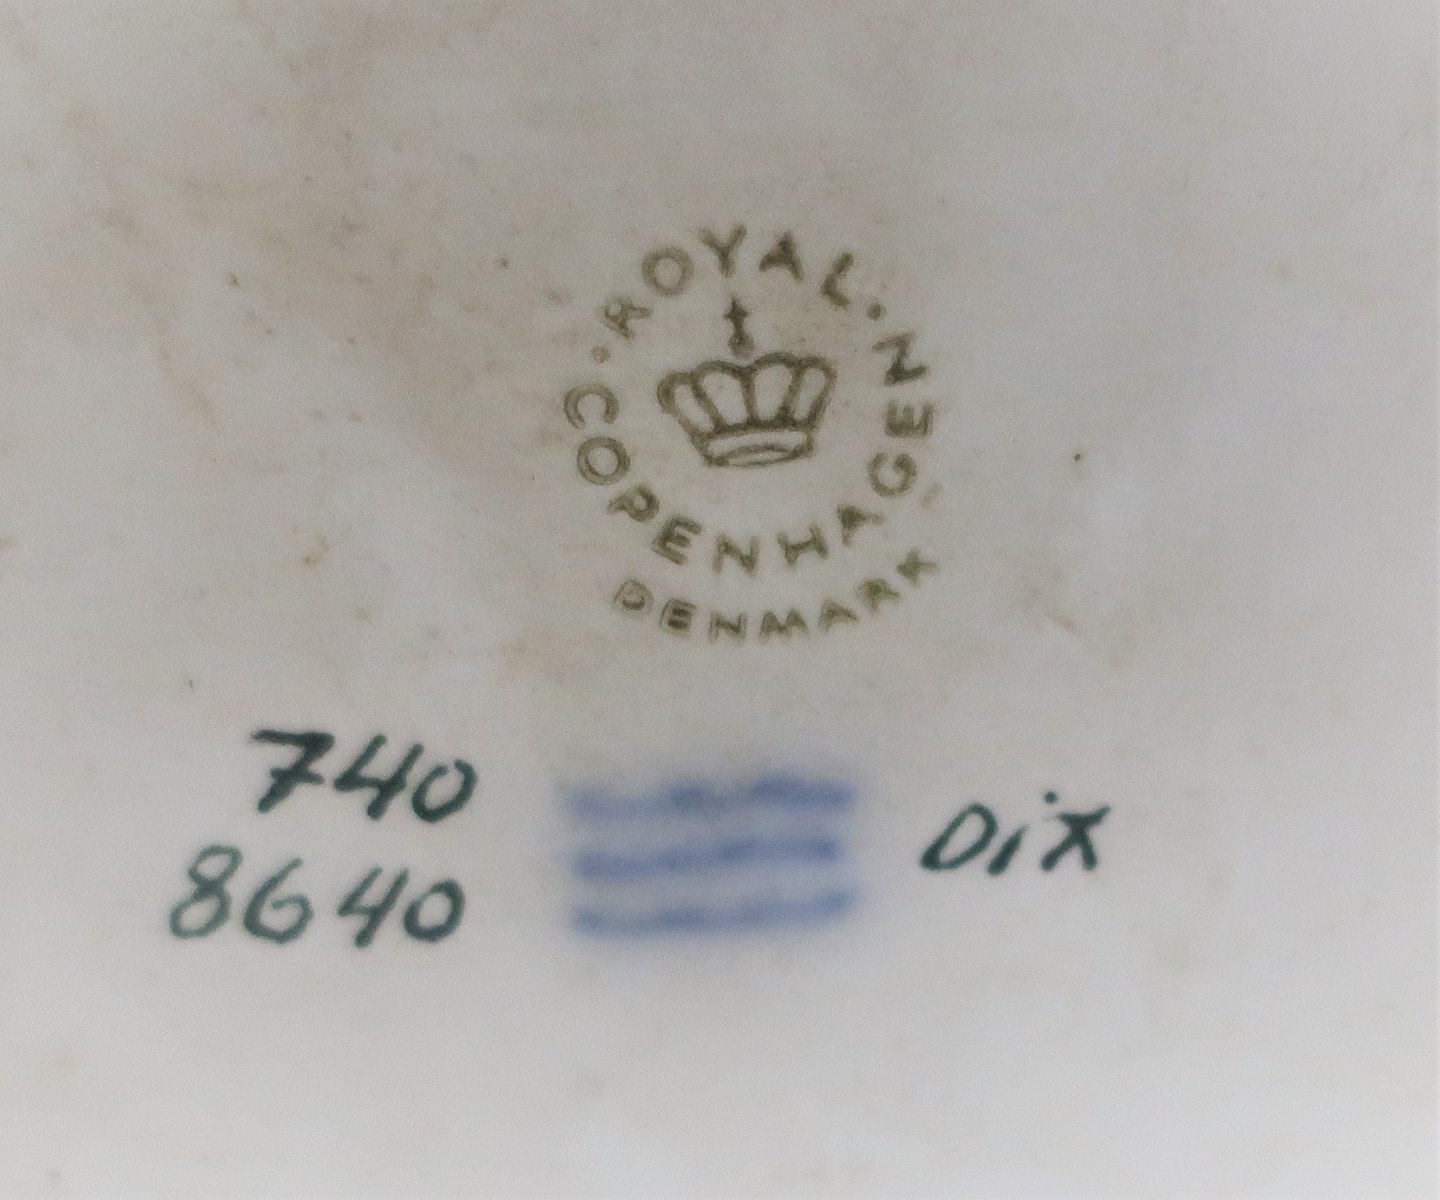 · ROYAL · COPENHAGEN
DENMARK
740
8640
DiX